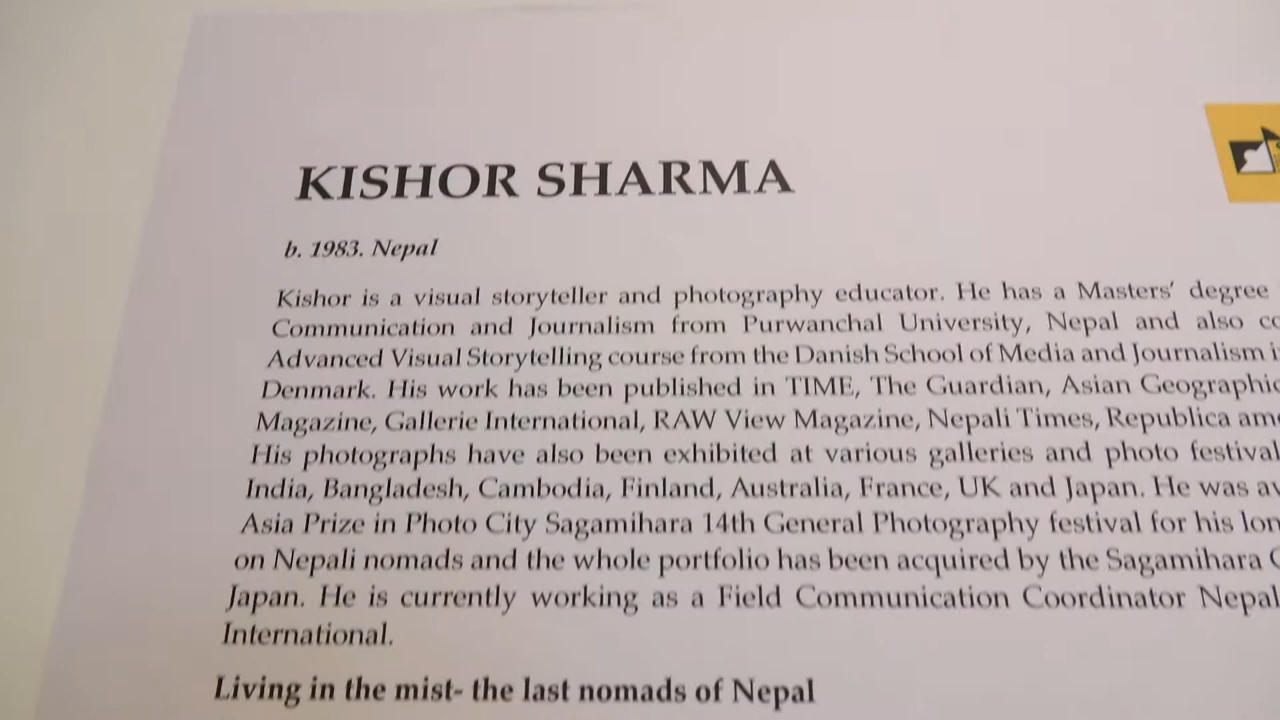 KISHOR SHARMA
b. 1983. Nepal
Kishor is a visual storyteller and photography educator. He has a Masters' degree
Communication and Journalism from Purwanchal University, Nepal and also
Advanced Visual Storytelling course from the Danish School of Media and Journalism
Denmark. His work has been published in TIME, The Guardian, Asian Geographic
Magazine, Gallerie International, RAW View Magazine, Nepali Times, Republica
His photographs have also been exhibited at various galleries and photo festival
India, Bangladesh, Cambodia, Finland, Australia, France, UK and Japan. He was
Asia Prize in Photo City Sagamihara 14th General Photography festival for his
on Nepali nomads and the whole portfolio has been acquired by the Sagamihara
Japan. He is currently working as a Field Communication Coordinator Nepal
International.
Living in the mist- the last nomads of Nepal